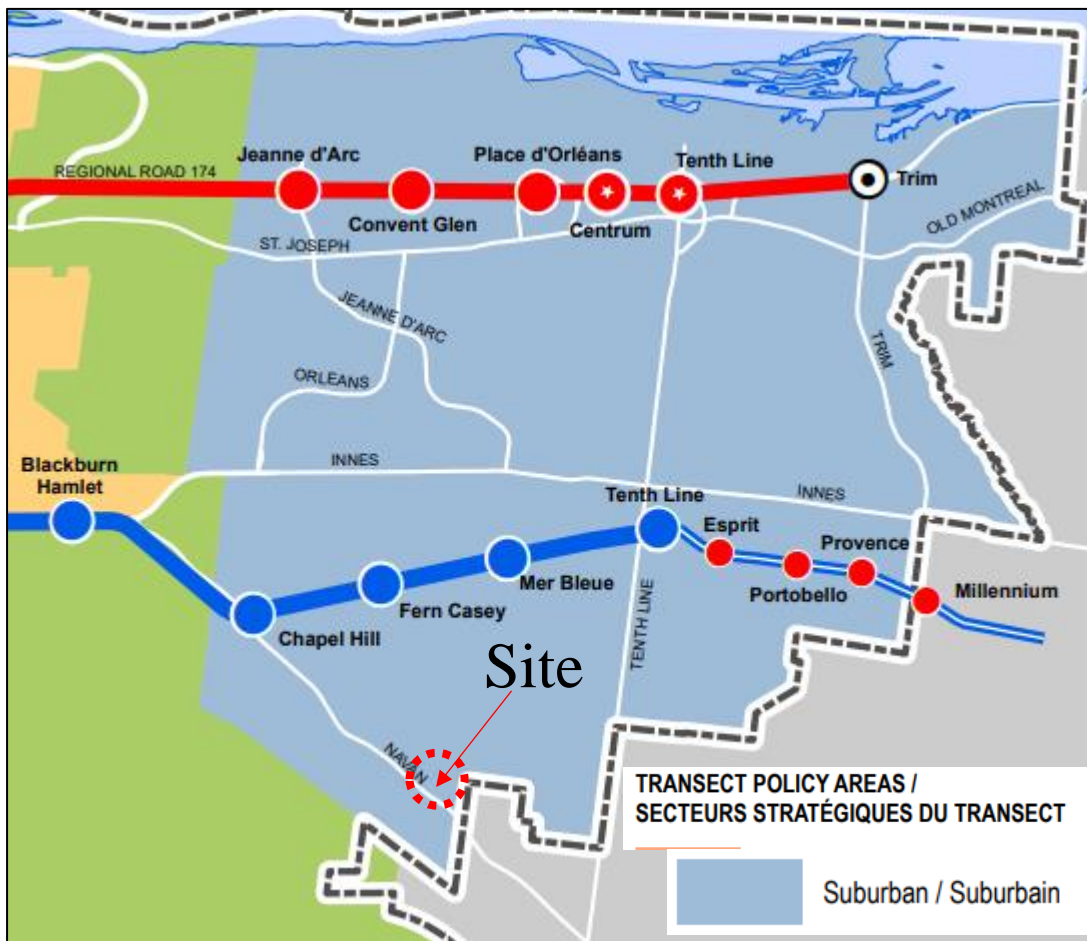 Jeanne d'Arc
Place d'Orléans
Tenth Line
REGIONAL ROAD 174
Trim
Convent Glen
Centrum
OLD MONTREAL
ST. JOSEPH
JEANNE D'ARC
TRIM
ORLEANS
Blackburn
Hamlet
INNES
Tenth Line
INNES
Esprit
Provence
Mer Bleue
Portobello
Millennium
Fern Casey
Chapel Hill
TENTH LINE
Site
NAVAN
TRANSECT POLICY AREAS /
SECTEURS STRATÉGIQUES DU TRANSECT
Suburban / Suburbain